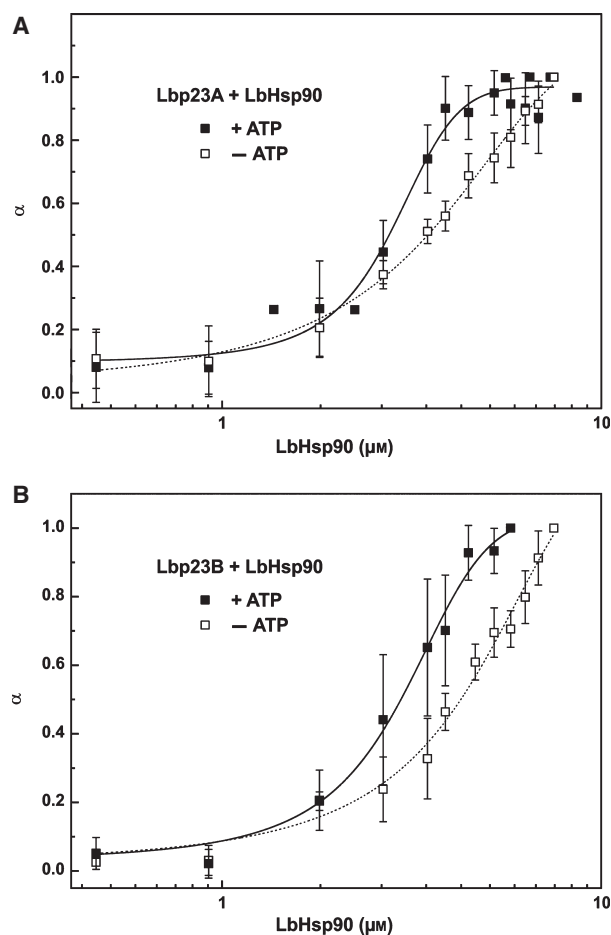 A
1.0
0.8
0.6
0.4
0.2
0.0
α
Lbp23A + LbHsp90
+ ATP
– ATP
1
10
LbHsp90 (μM)
B
1.0
0.8
0.6
0.4
0.2
0.0
α
Lbp23B + LbHsp90
+ ATP
– ATP
1
10
LbHsp90 (μM)